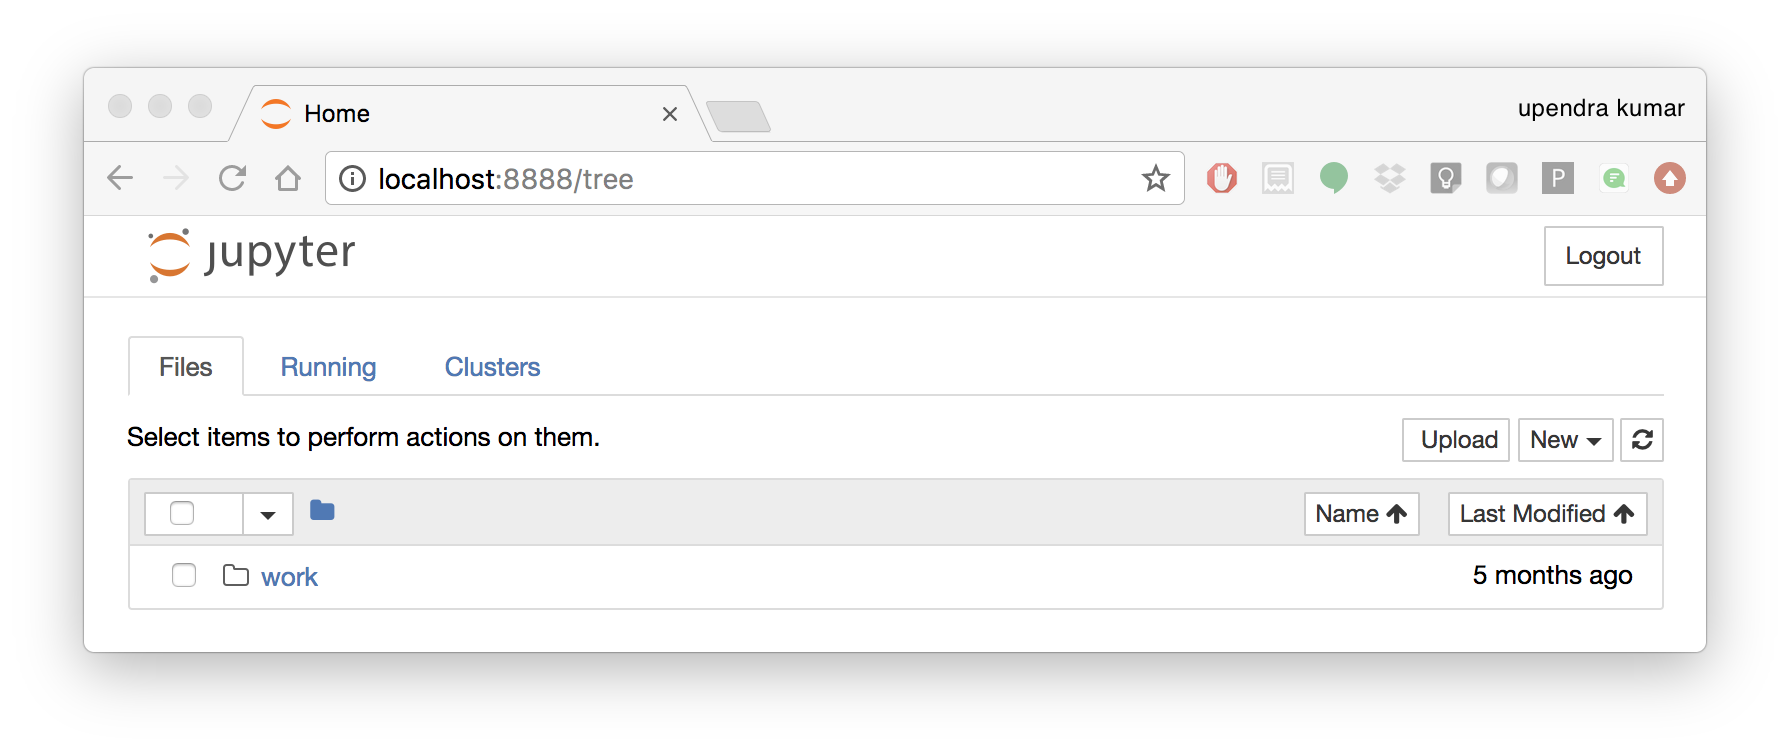 Home
upendra kumar
localhost:8888/tree
P
jupyter
Logout
Files Running Clusters
Select items to perform actions on them.
Upload New
Name Last Modified
work 5 months ago